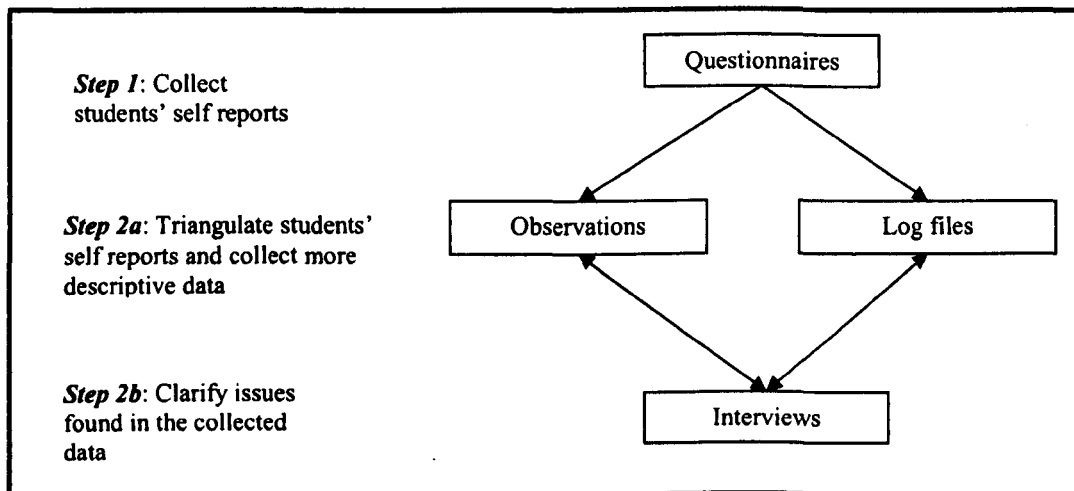 Questionnaires
Step 1: Collect
students' self reports
Step 2a: Triangulate students'
self reports and collect more
descriptive data
Observations
Log files
Step 2b: Clarify issues
found in the collected
data
Interviews